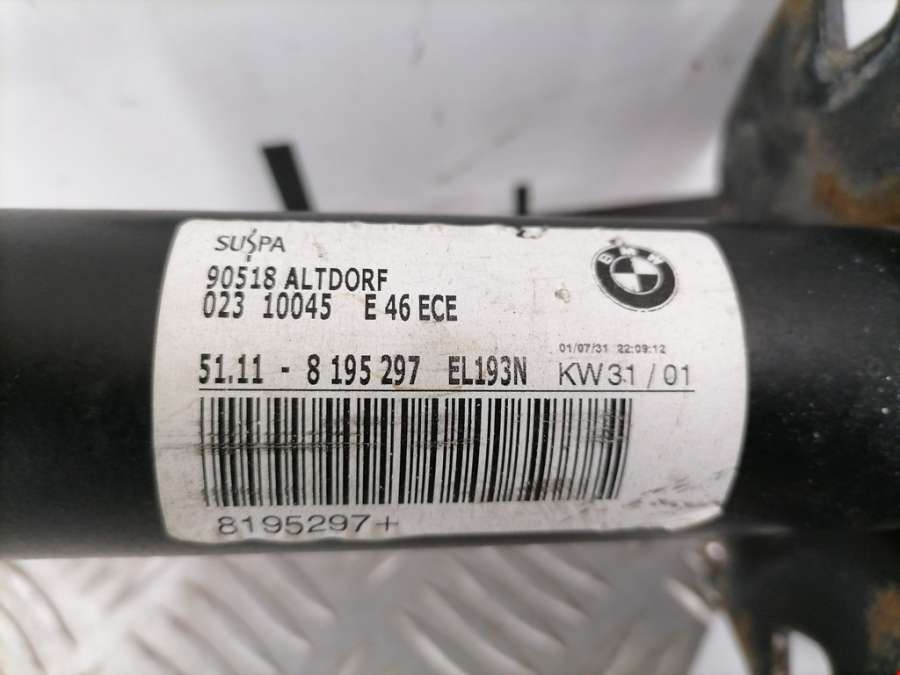 SUSPA
BMW
90518 ALTDORF
023 10045 E 46 ECE
01/07/31 22:09:12
51.11 - 8 195 297 EL193N KW31/01
8195297+